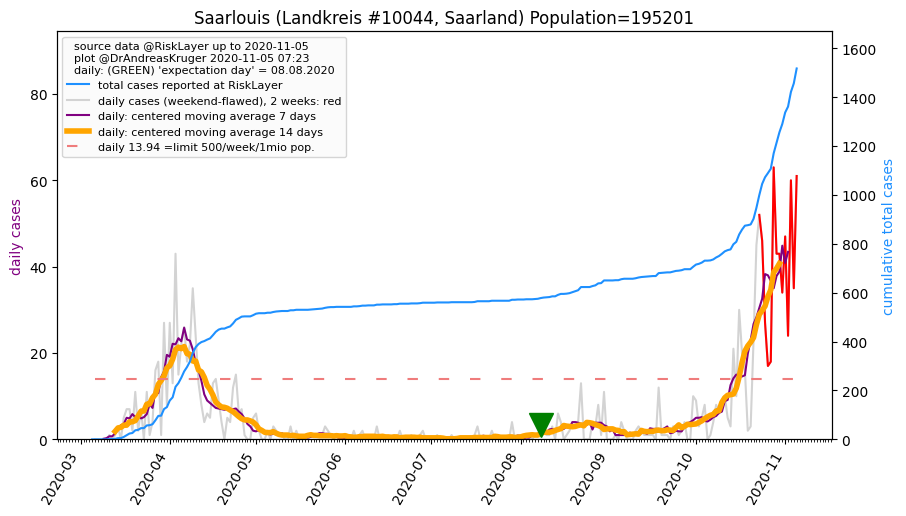 Saarlouis (Landkreis #10044, Saarland) Population=195201
source data @RiskLayer up to 2020-11-05
plot @DrAndreasKruger 2020-11-05 07:23
daily: (GREEN) 'expectation day' = 08.08.2020
total cases reported at RiskLayer
daily cases (weekend-flawed), 2 weeks: red
daily: centered moving average 7 days
daily: centered moving average 14 days
daily 13.94 =limit 500/week/1mio pop.
daily cases
80
60
40
20
0
cumulative total cases
1600
1400
1200
1000
800
600
400
200
0
2020-03
2020-04
2020-05
2020-06
2020-07
2020-08
2020-09
2020-10
2020-11